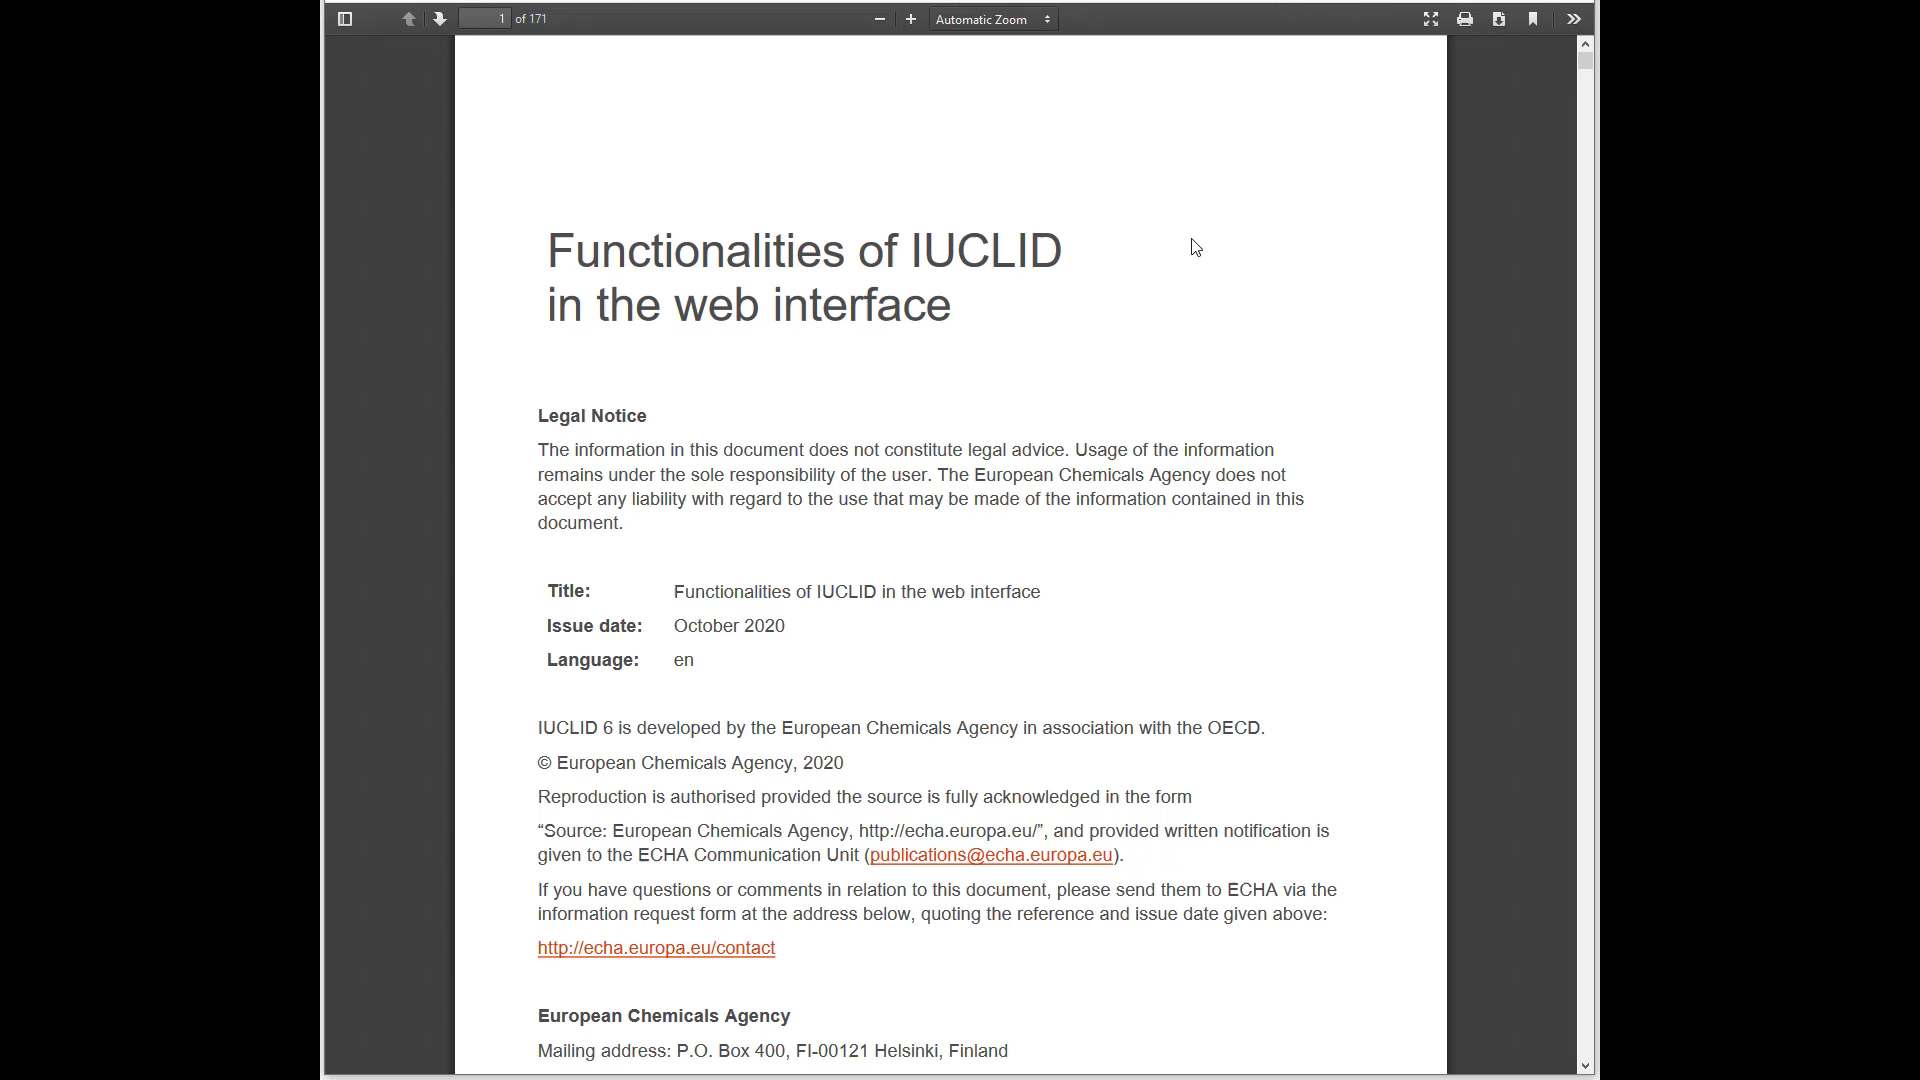 1 of 171
Automatic Zoom
Functionalities of IUCLID
in the web interface
Legal Notice
The information in this document does not constitute legal advice. Usage of the information
remains under the sole responsibility of the user. The European Chemicals Agency does not
accept any liability with regard to the use that may be made of the information contained in this
document.
Title: Functionalities of IUCLID in the web interface
Issue date: October 2020
Language: en
IUCLID 6 is developed by the European Chemicals Agency in association with the OECD.
© European Chemicals Agency, 2020
Reproduction is authorised provided the source is fully acknowledged in the form
“Source: European Chemicals Agency, http://echa.europa.eu/”, and provided written notification is
given to the ECHA Communication Unit (publications@echa.europa.eu).
If you have questions or comments in relation to this document, please send them to ECHA via the
information request form at the address below, quoting the reference and issue date given above:
http://echa.europa.eu/contact
European Chemicals Agency
Mailing address: P.O. Box 400, FI-00121 Helsinki, Finland